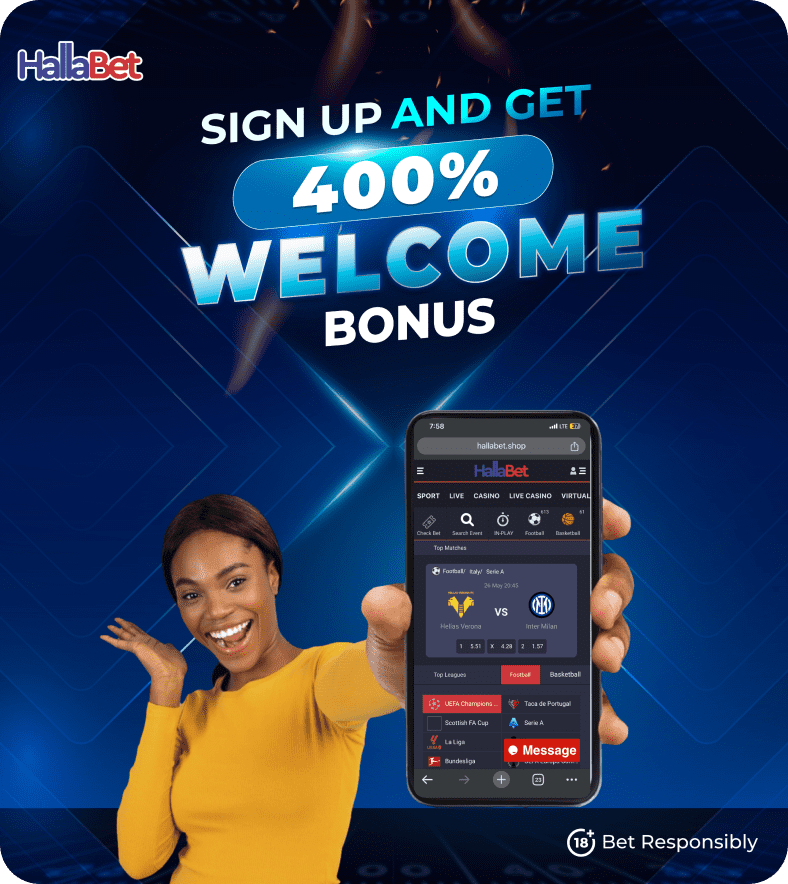 HallaBet
SIGN UP AND GET
400%
WELCOME
BONUS
7:58
LTE
hallabet.shop
HallaBet
SPORT LIVE CASINO LIVE CASINO VIRTUAL
613
61
Check Bet Search Event IN-PLAY Football Basketball
Top Matches
Football/ Italy/ Serie A
26 May 20:45
VS
Hellas Verona Inter Milan
1 5.51 X 4.28 2 1.57
Top Leagues Football Basketball
UEFA Champions ... Taca de Portugal
Scottish FA Cup Serie A
La Liga
Message
Bundesliga
23
18+ Bet Responsibly